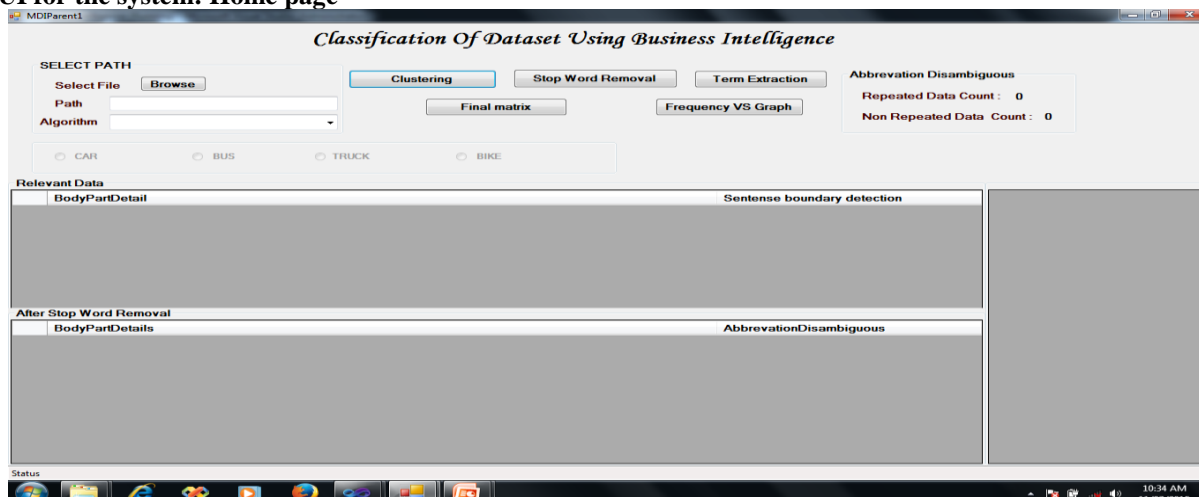 UI for the system: Home page
MDIParent1
Classification Of Dataset Using Business Intelligence
SELECT PATH
Select File Browse
Path
Algorithm
Clustering Stop Word Removal Term Extraction
Final matrix Frequency VS Graph
Abbrevation Disambiguous
Repeated Data Count : 0
Non Repeated Data Count : 0
CAR BUS TRUCK BIKE
Relevant Data
BodyPartDetail Sentense boundary detection
After Stop Word Removal
BodyPartDetails AbbrevationDisambiguous
Status
10:34 AM